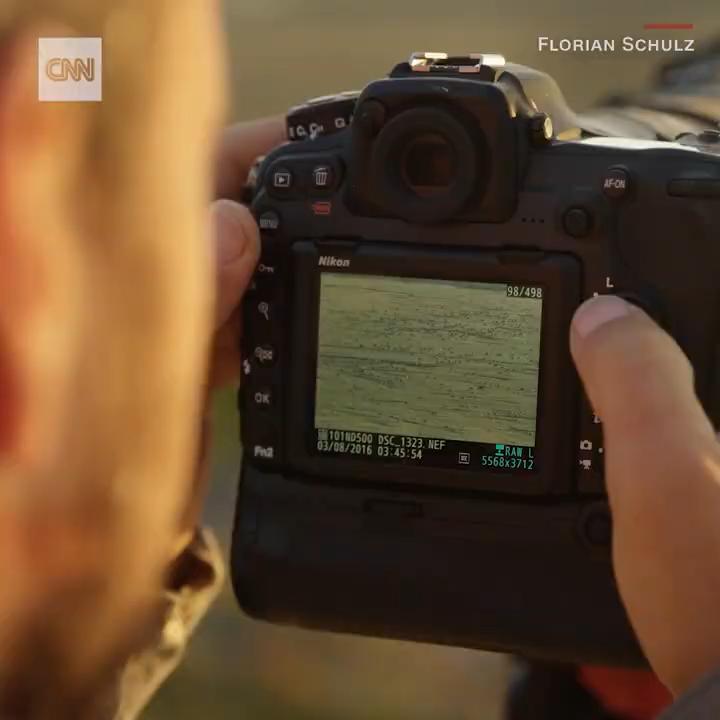 CNN
FLORIAN SCHULZ
AF-ON
MENU
Nikon
98/498
L
OK
Fn2
101ND500 DSC_1323.NEF
RAW L
03/08/2016 03:45:54
5568x3712